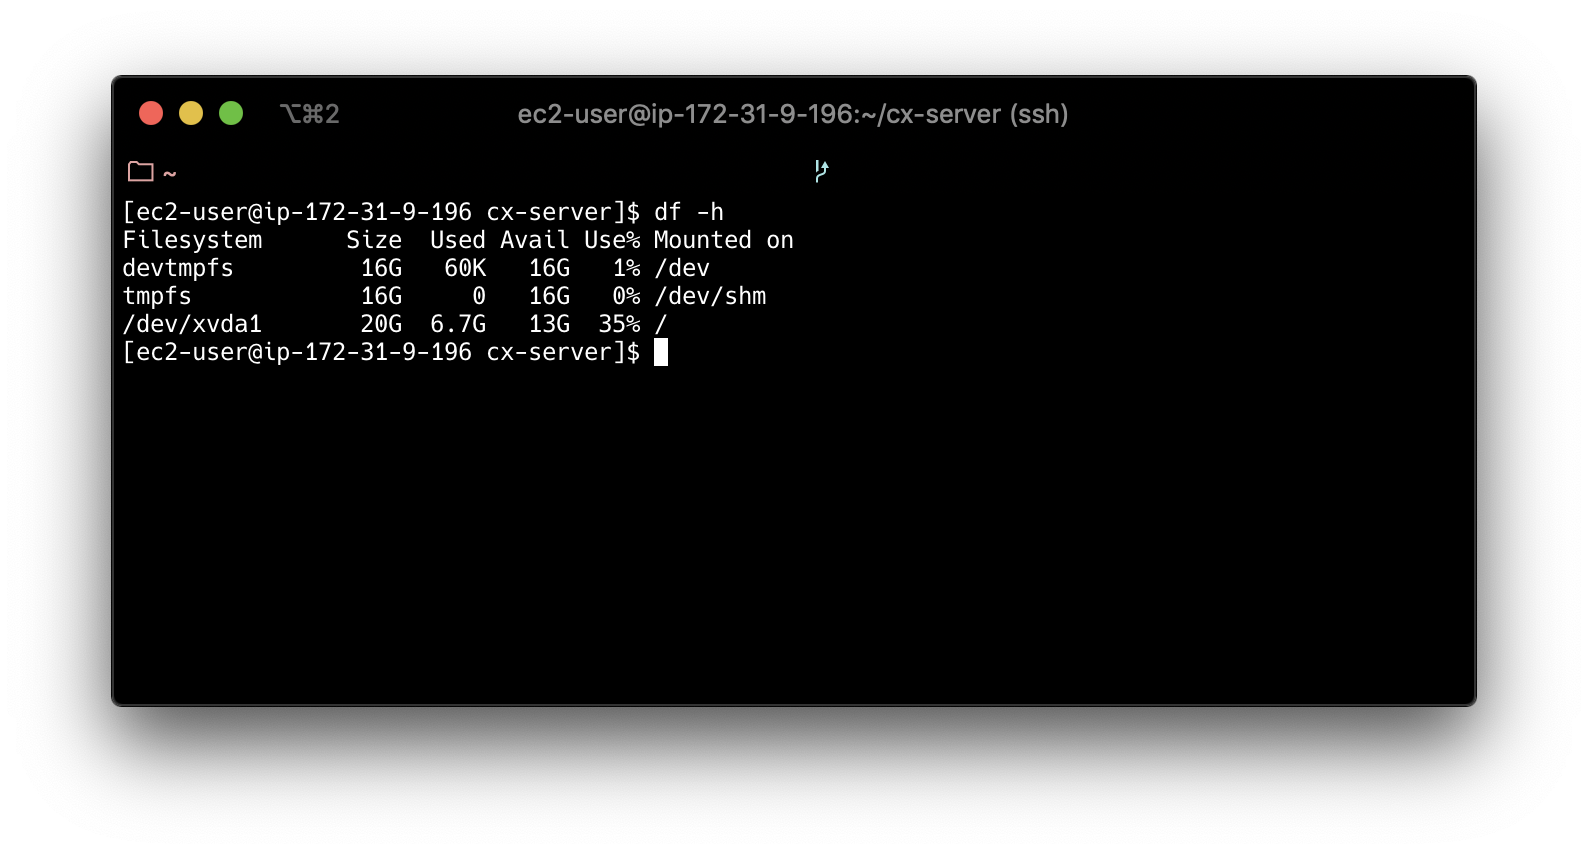 ⌥⌘2 ec2-user@ip-172-31-9-196:~/cx-server (ssh)
~
[ec2-user@ip-172-31-9-196 cx-server]$ df -h
Filesystem      Size  Used Avail Use% Mounted on
devtmpfs         16G   60K   16G   1% /dev
tmpfs            16G     0   16G   0% /dev/shm
/dev/xvda1       20G  6.7G   13G  35% /
[ec2-user@ip-172-31-9-196 cx-server]$